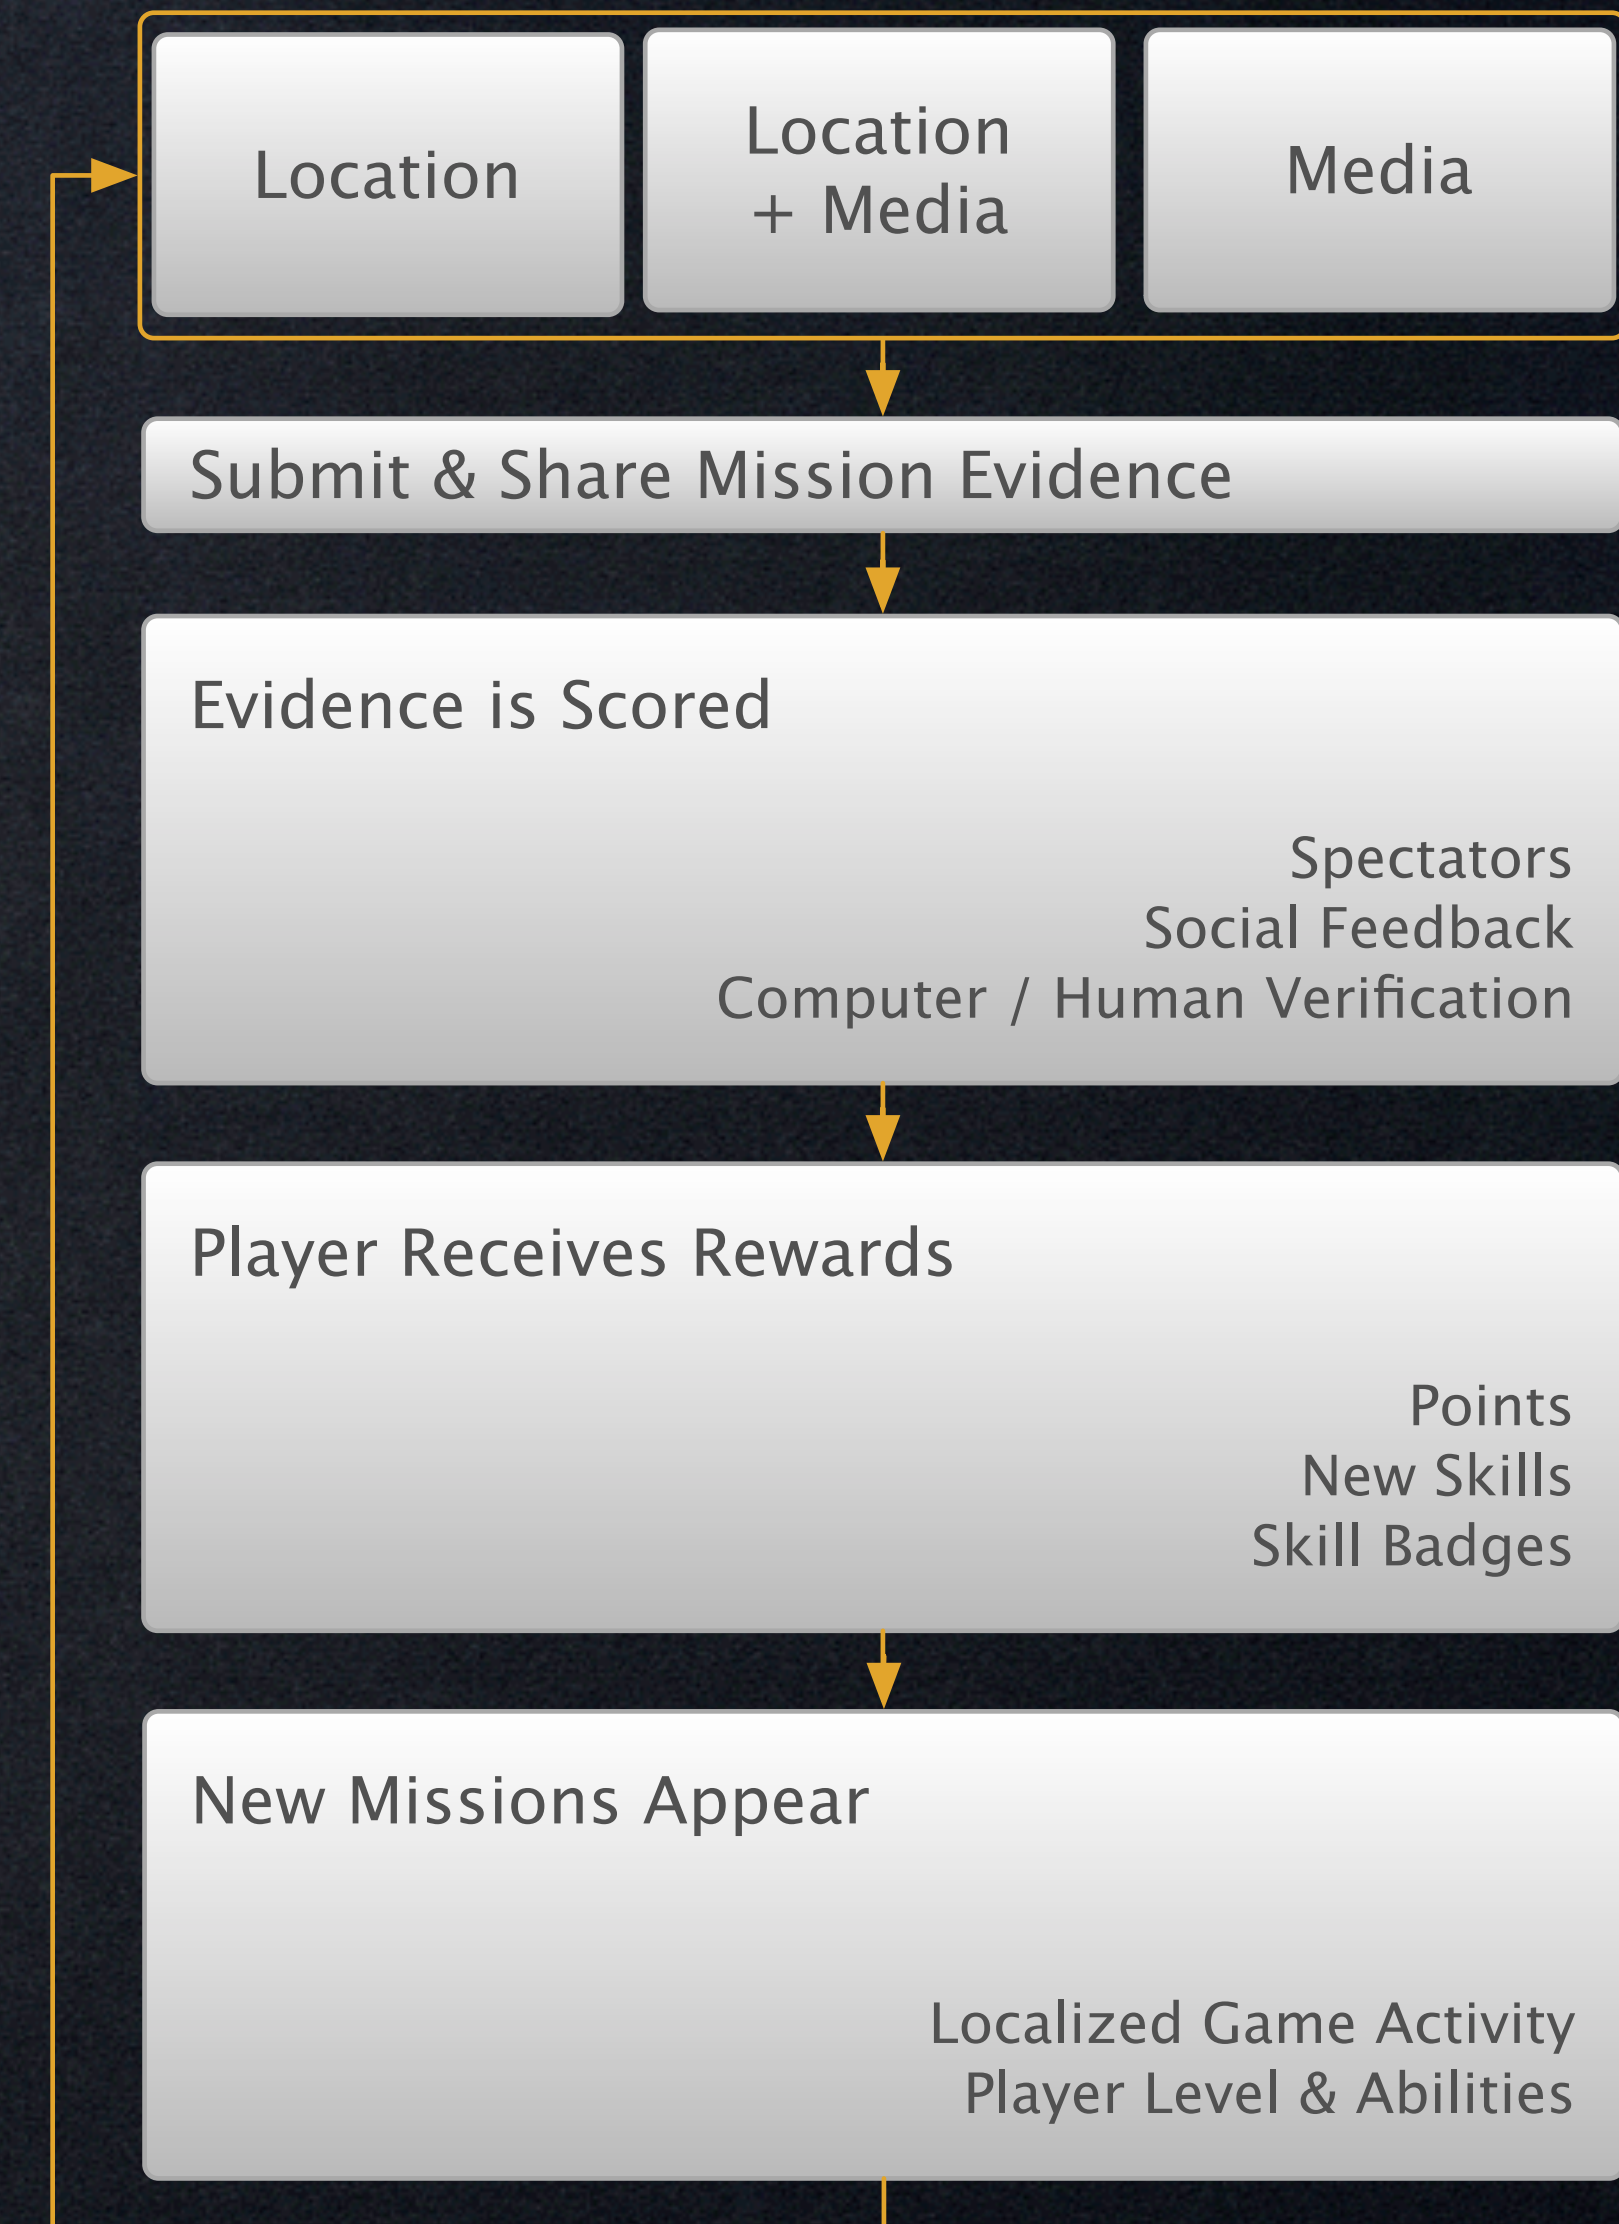 Location
Location
+ Media
Media
Submit & Share Mission Evidence
Evidence is Scored
Spectators
Social Feedback
Computer / Human Verification
Player Receives Rewards
Points
New Skills
Skill Badges
New Missions Appear
Localized Game Activity
Player Level & Abilities